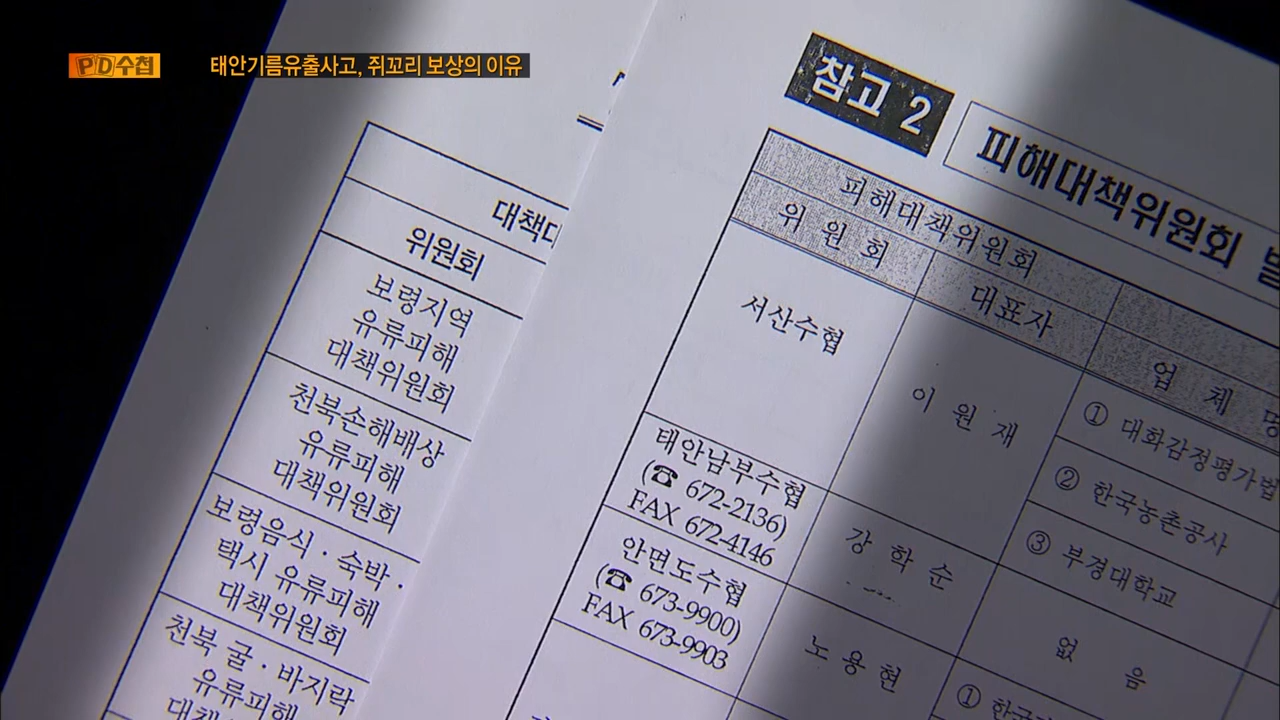 PD수첩
태안기름유출사고, 쥐꼬리 보상의 이유
위원회
보령지역
유류피해
대책위원회
천북손해배상
유류피해
대책위원회
보령음식 · 숙박 ·
택시 유류피해
대책위원회
천북 굴 · 바지락
유류피해
참고 2
피해대책위원회
피해대책위원회
위 원 회
대표자
업 체 명
서산수협
이 원 재
① 대화감정평가법
② 한국농촌공사
③ 부경대학교
태안남부수협
(☎ 672-2136)
FAX 672-4146
강 학 순
없 음
안면도수협
(☎ 673-9900)
FAX 673-9903
노 용 현
①